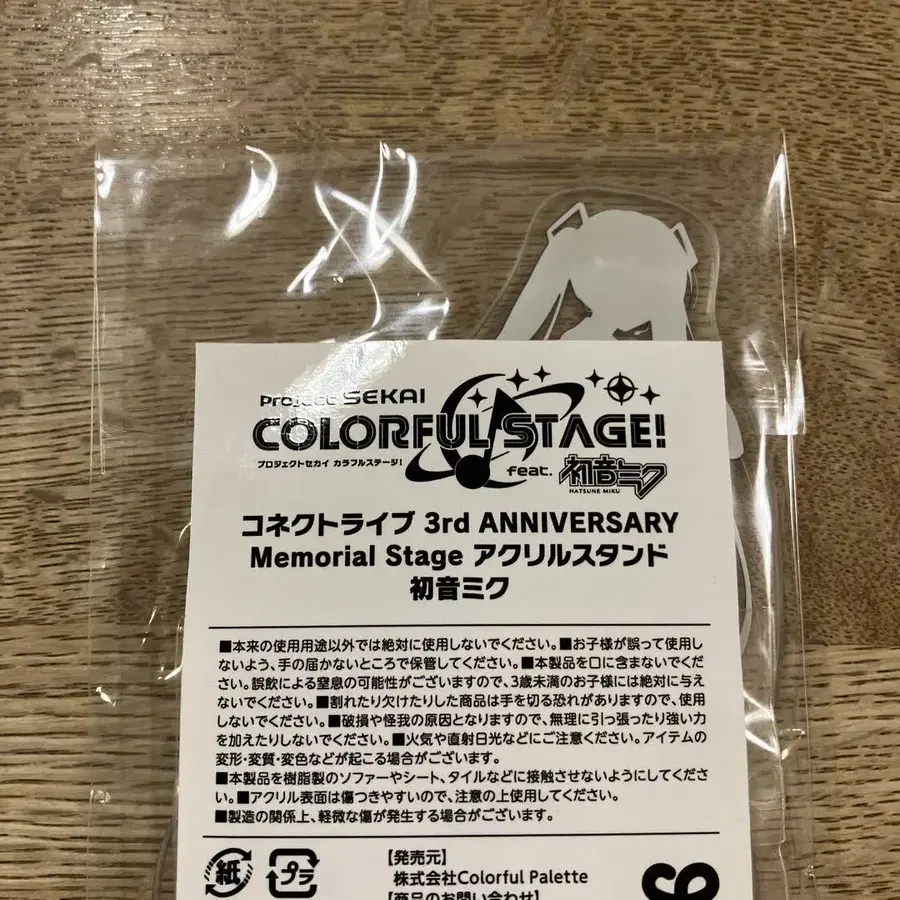 Project SEKAI
COLORFUL STAGE!
プロジェクトセカイ カラフルステージ!
feat. 初音ミク
HATSUNE MIKU
コネクトライブ 3rd ANNIVERSARY
Memorial Stage アクリルスタンド
初音ミク
■本来の使用用途以外では絶対に使用しないでください。■お子様が誤って使用し
ないよう、手の届かないところで保管してください。■本製品を口に含まないでくだ
さい。誤飲による窒息の可能性がございますので、3歳未満のお子様には絶対に与え
ないでください。■割れたり欠けたりした商品は手を切る恐れがありますので、使用
しないでください。■破損や怪我の原因となりますので、無理に引っ張ったり強い力
を加えたりしないでください。■火気や直射日光などにご注意ください。アイテムの
変形・変質・変色などが起こる場合がございます。
■本製品を樹脂製のソファーやシート、タイルなどに接触させないようにしてくださ
い。■アクリル表面は傷つきやすいので、注意の上使用してください。
■製造の関係上、軽微な傷が発生する場合がございます。
紙
プラ
【発売元】
株式会社Colorful Palette
【商品のお問い合わせ】